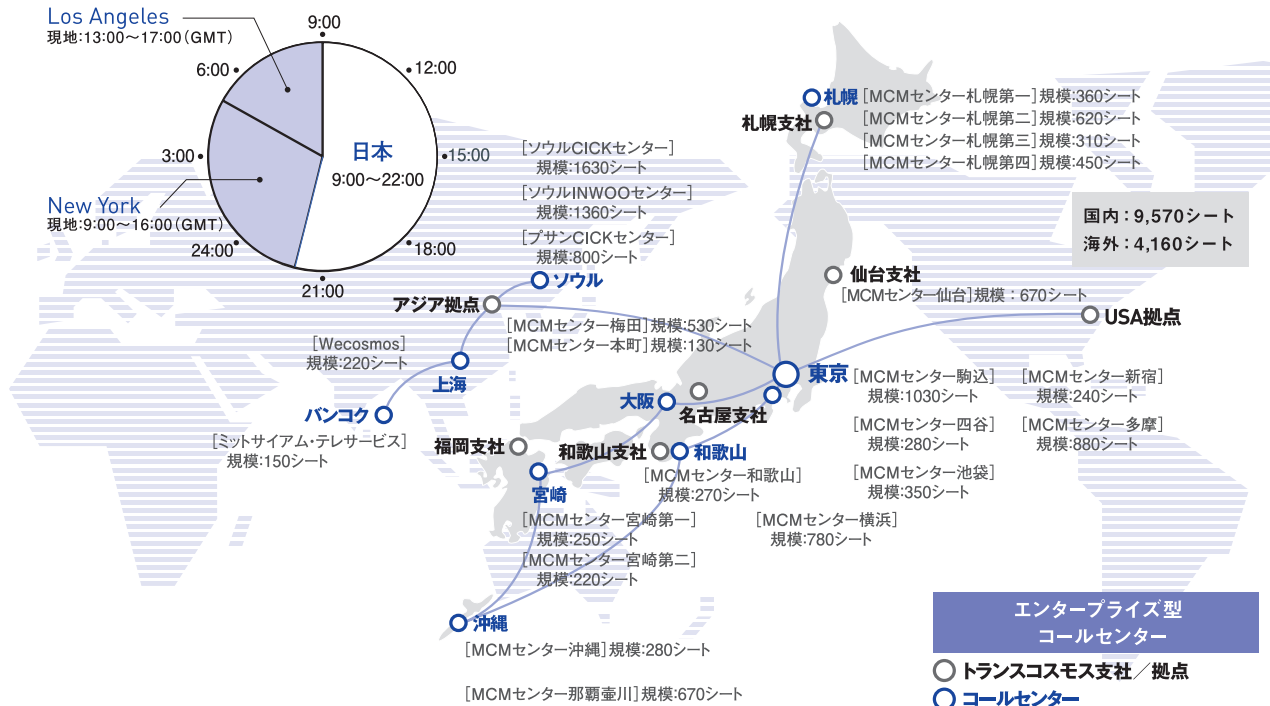 Los Angeles
現地:13:00〜17:00(GMT)
9:00
12:00
15:00
18:00
21:00
24:00
3:00
6:00
日本
9:00〜22:00
New York
現地:9:00〜16:00(GMT)
[ソウルCICKセンター]
規模:1630シート
[ソウルINWOOセンター]
規模:1360シート
[プサンCICKセンター]
規模:800シート
ソウル
アジア拠点
[Wecosmos]
規模:220シート
上海
バンコク
[ミットサイアム・テレサービス]
規模:150シート
札幌
[MCMセンター札幌第一]規模:360シート
[MCMセンター札幌第二]規模:620シート
[MCMセンター札幌第三]規模:310シート
[MCMセンター札幌第四]規模:450シート
札幌支社
国内:9,570シート
海外:4,160シート
仙台支社
[MCMセンター仙台]規模:670シート
USA拠点
[MCMセンター梅田]規模:530シート
[MCMセンター本町]規模:130シート
東京
[MCMセンター駒込]
規模:1030シート
[MCMセンター新宿]
規模:240シート
[MCMセンター四谷]
規模:280シート
[MCMセンター多摩]
規模:880シート
[MCMセンター池袋]
規模:350シート
[MCMセンター横浜]
規模:780シート
大阪
名古屋支社
福岡支社
和歌山支社
和歌山
[MCMセンター和歌山]
規模:270シート
宮崎
[MCMセンター宮崎第一]
規模:250シート
[MCMセンター宮崎第二]
規模:220シート
沖縄
[MCMセンター沖縄]規模:280シート
[MCMセンター那覇壷川]規模:670シート
エンタープライズ型
コールセンター
トランスコスモス支社/拠点
コールセンター